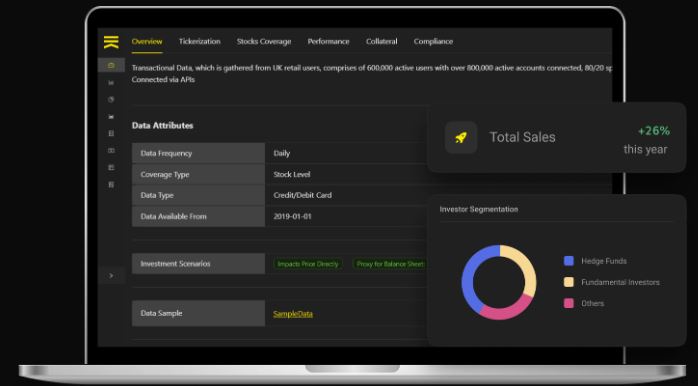 Overview Tickerization Stocks Coverage Performance Collateral Compliance
Transactional Data, which is gathered from UK retail users, comprises of 600,000 active users with over 800,000 active accounts connected, 80/20 sp
Connected via APIs
Data Attributes
Data Frequency Daily
Coverage Type Stock Level
Data Type Credit/Debit Card
Data Available From 2019-01-01
Investment Scenarios Impacts Price Directly Proxy for Balance Sheet
Data Sample SampleData
Total Sales +26%
this year
Investor Segmentation
Hedge Funds
Fundamental Investors
Others